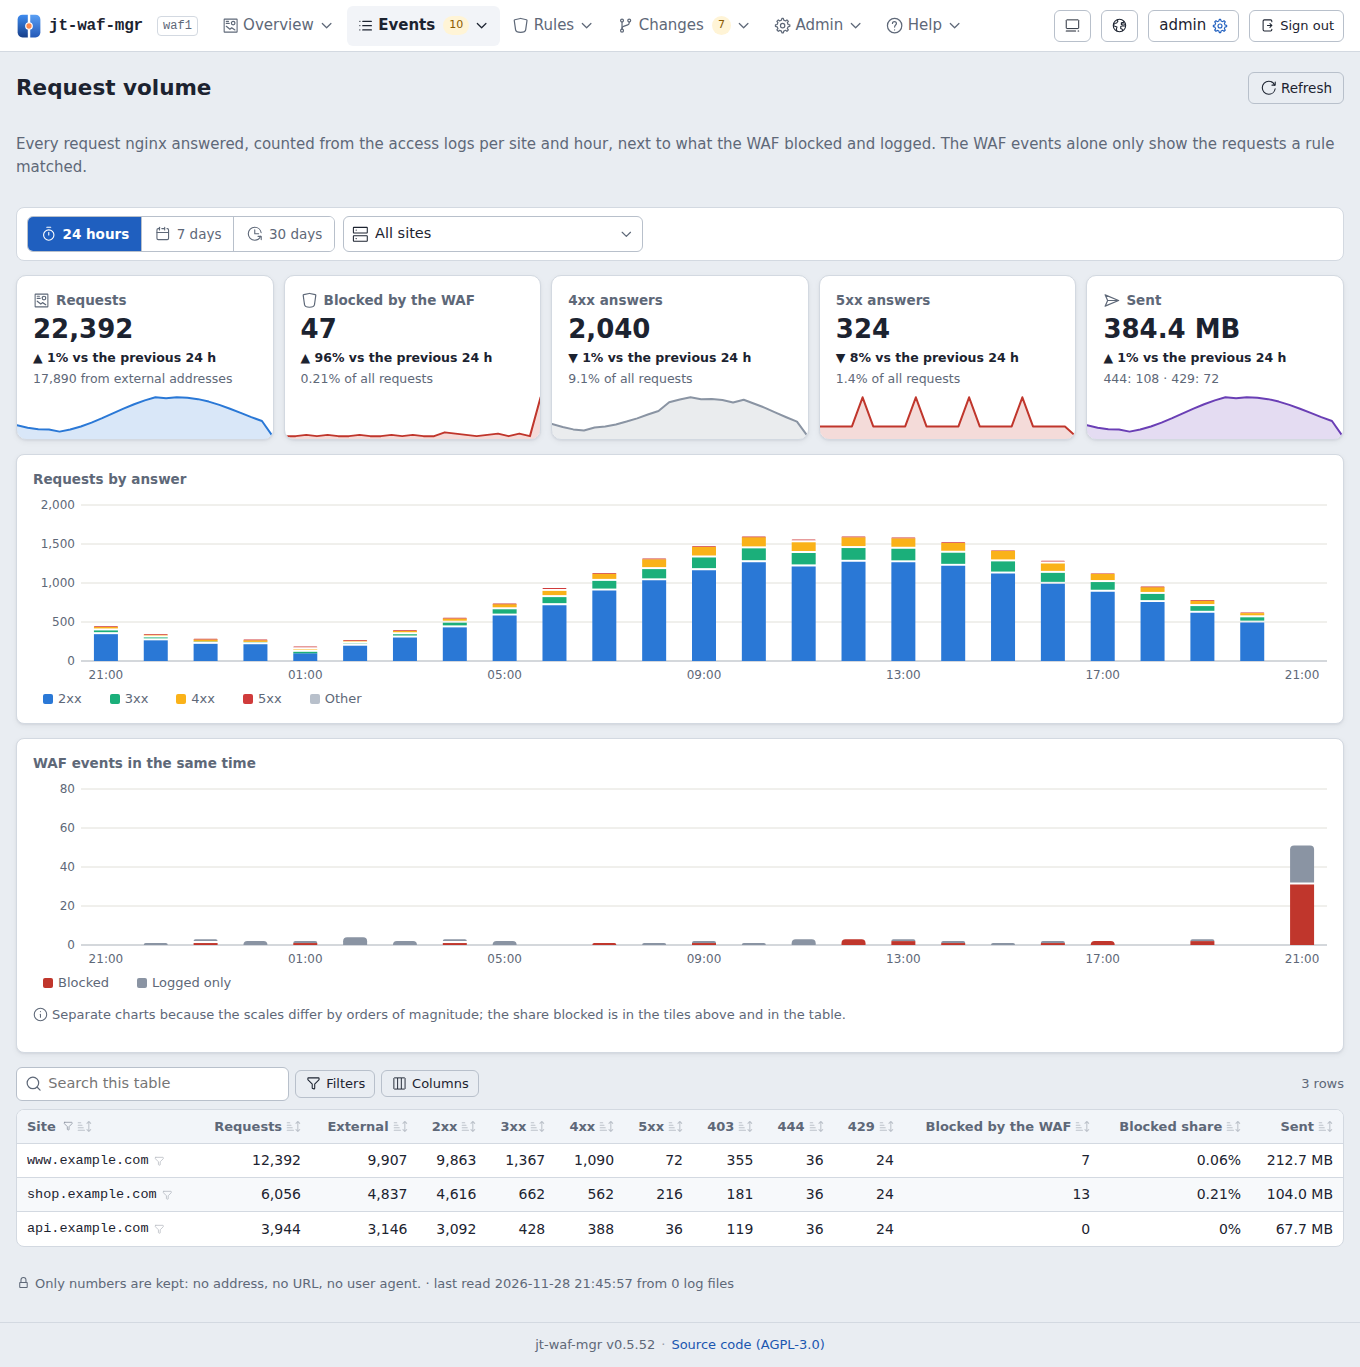 jt-waf-mgr waf1 Overview Events 10 Rules Changes 7 Admin Help admin Sign out
Request volume
Refresh
Every request nginx answered, counted from the access logs per site and hour, next to what the WAF blocked and logged. The WAF events alone only show the requests a rule
matched.
24 hours 7 days 30 days All sites
Requests
22,392
▲ 1% vs the previous 24 h
17,890 from external addresses
Blocked by the WAF
47
▲ 96% vs the previous 24 h
0.21% of all requests
4xx answers
2,040
▼ 1% vs the previous 24 h
9.1% of all requests
5xx answers
324
▼ 8% vs the previous 24 h
1.4% of all requests
Sent
384.4 MB
▲ 1% vs the previous 24 h
444: 108 · 429: 72
Requests by answer
2,000
1,500
1,000
500
0
21:00 01:00 05:00 09:00 13:00 17:00 21:00
2xx 3xx 4xx 5xx Other
WAF events in the same time
80
60
40
20
0
21:00 01:00 05:00 09:00 13:00 17:00 21:00
Blocked Logged only
Separate charts because the scales differ by orders of magnitude; the share blocked is in the tiles above and in the table.
Search this table Filters Columns 3 rows
Site Requests External 2xx 3xx 4xx 5xx 403 444 429 Blocked by the WAF Blocked share Sent
www.example.com 12,392 9,907 9,863 1,367 1,090 72 355 36 24 7 0.06% 212.7 MB
shop.example.com 6,056 4,837 4,616 662 562 216 181 36 24 13 0.21% 104.0 MB
api.example.com 3,944 3,146 3,092 428 388 36 119 36 24 0 0% 67.7 MB
Only numbers are kept: no address, no URL, no user agent. · last read 2026-11-28 21:45:57 from 0 log files
jt-waf-mgr v0.5.52 · Source code (AGPL-3.0)